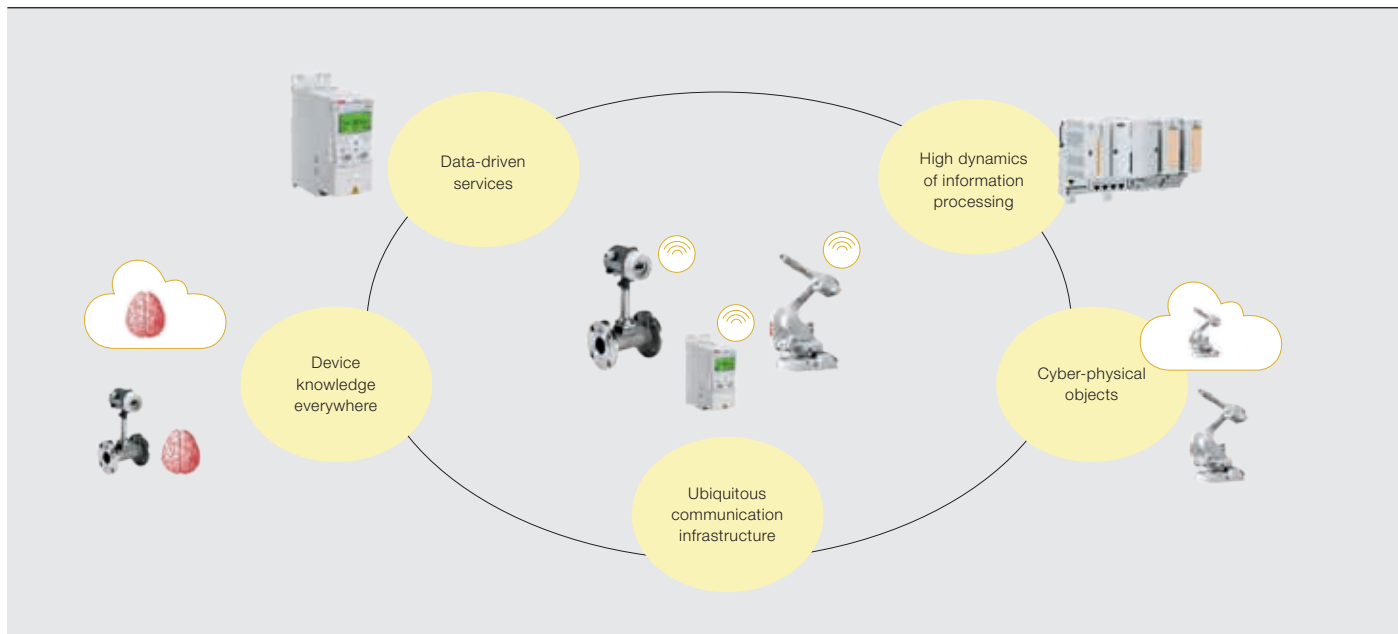 Data-driven
services
High dynamics
of information
processing
Device
knowledge
everywhere
Cyber-physical
objects
Ubiquitous
communication
infrastructure